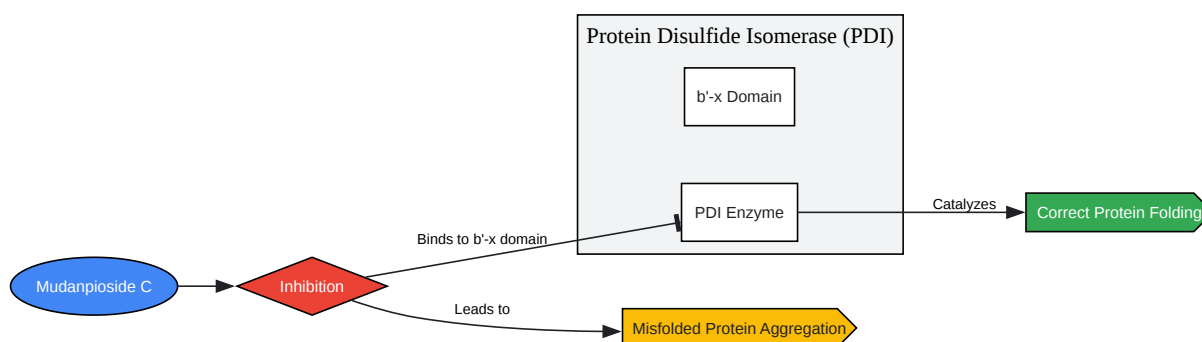 Protein Disulfide Isomerase (PDI)
b'-x Domain
PDI Enzyme
Catalyzes
Correct Protein Folding
Binds to b'-x domain
Mudanpioside C
Inhibition
Leads to
Misfolded Protein Aggregation